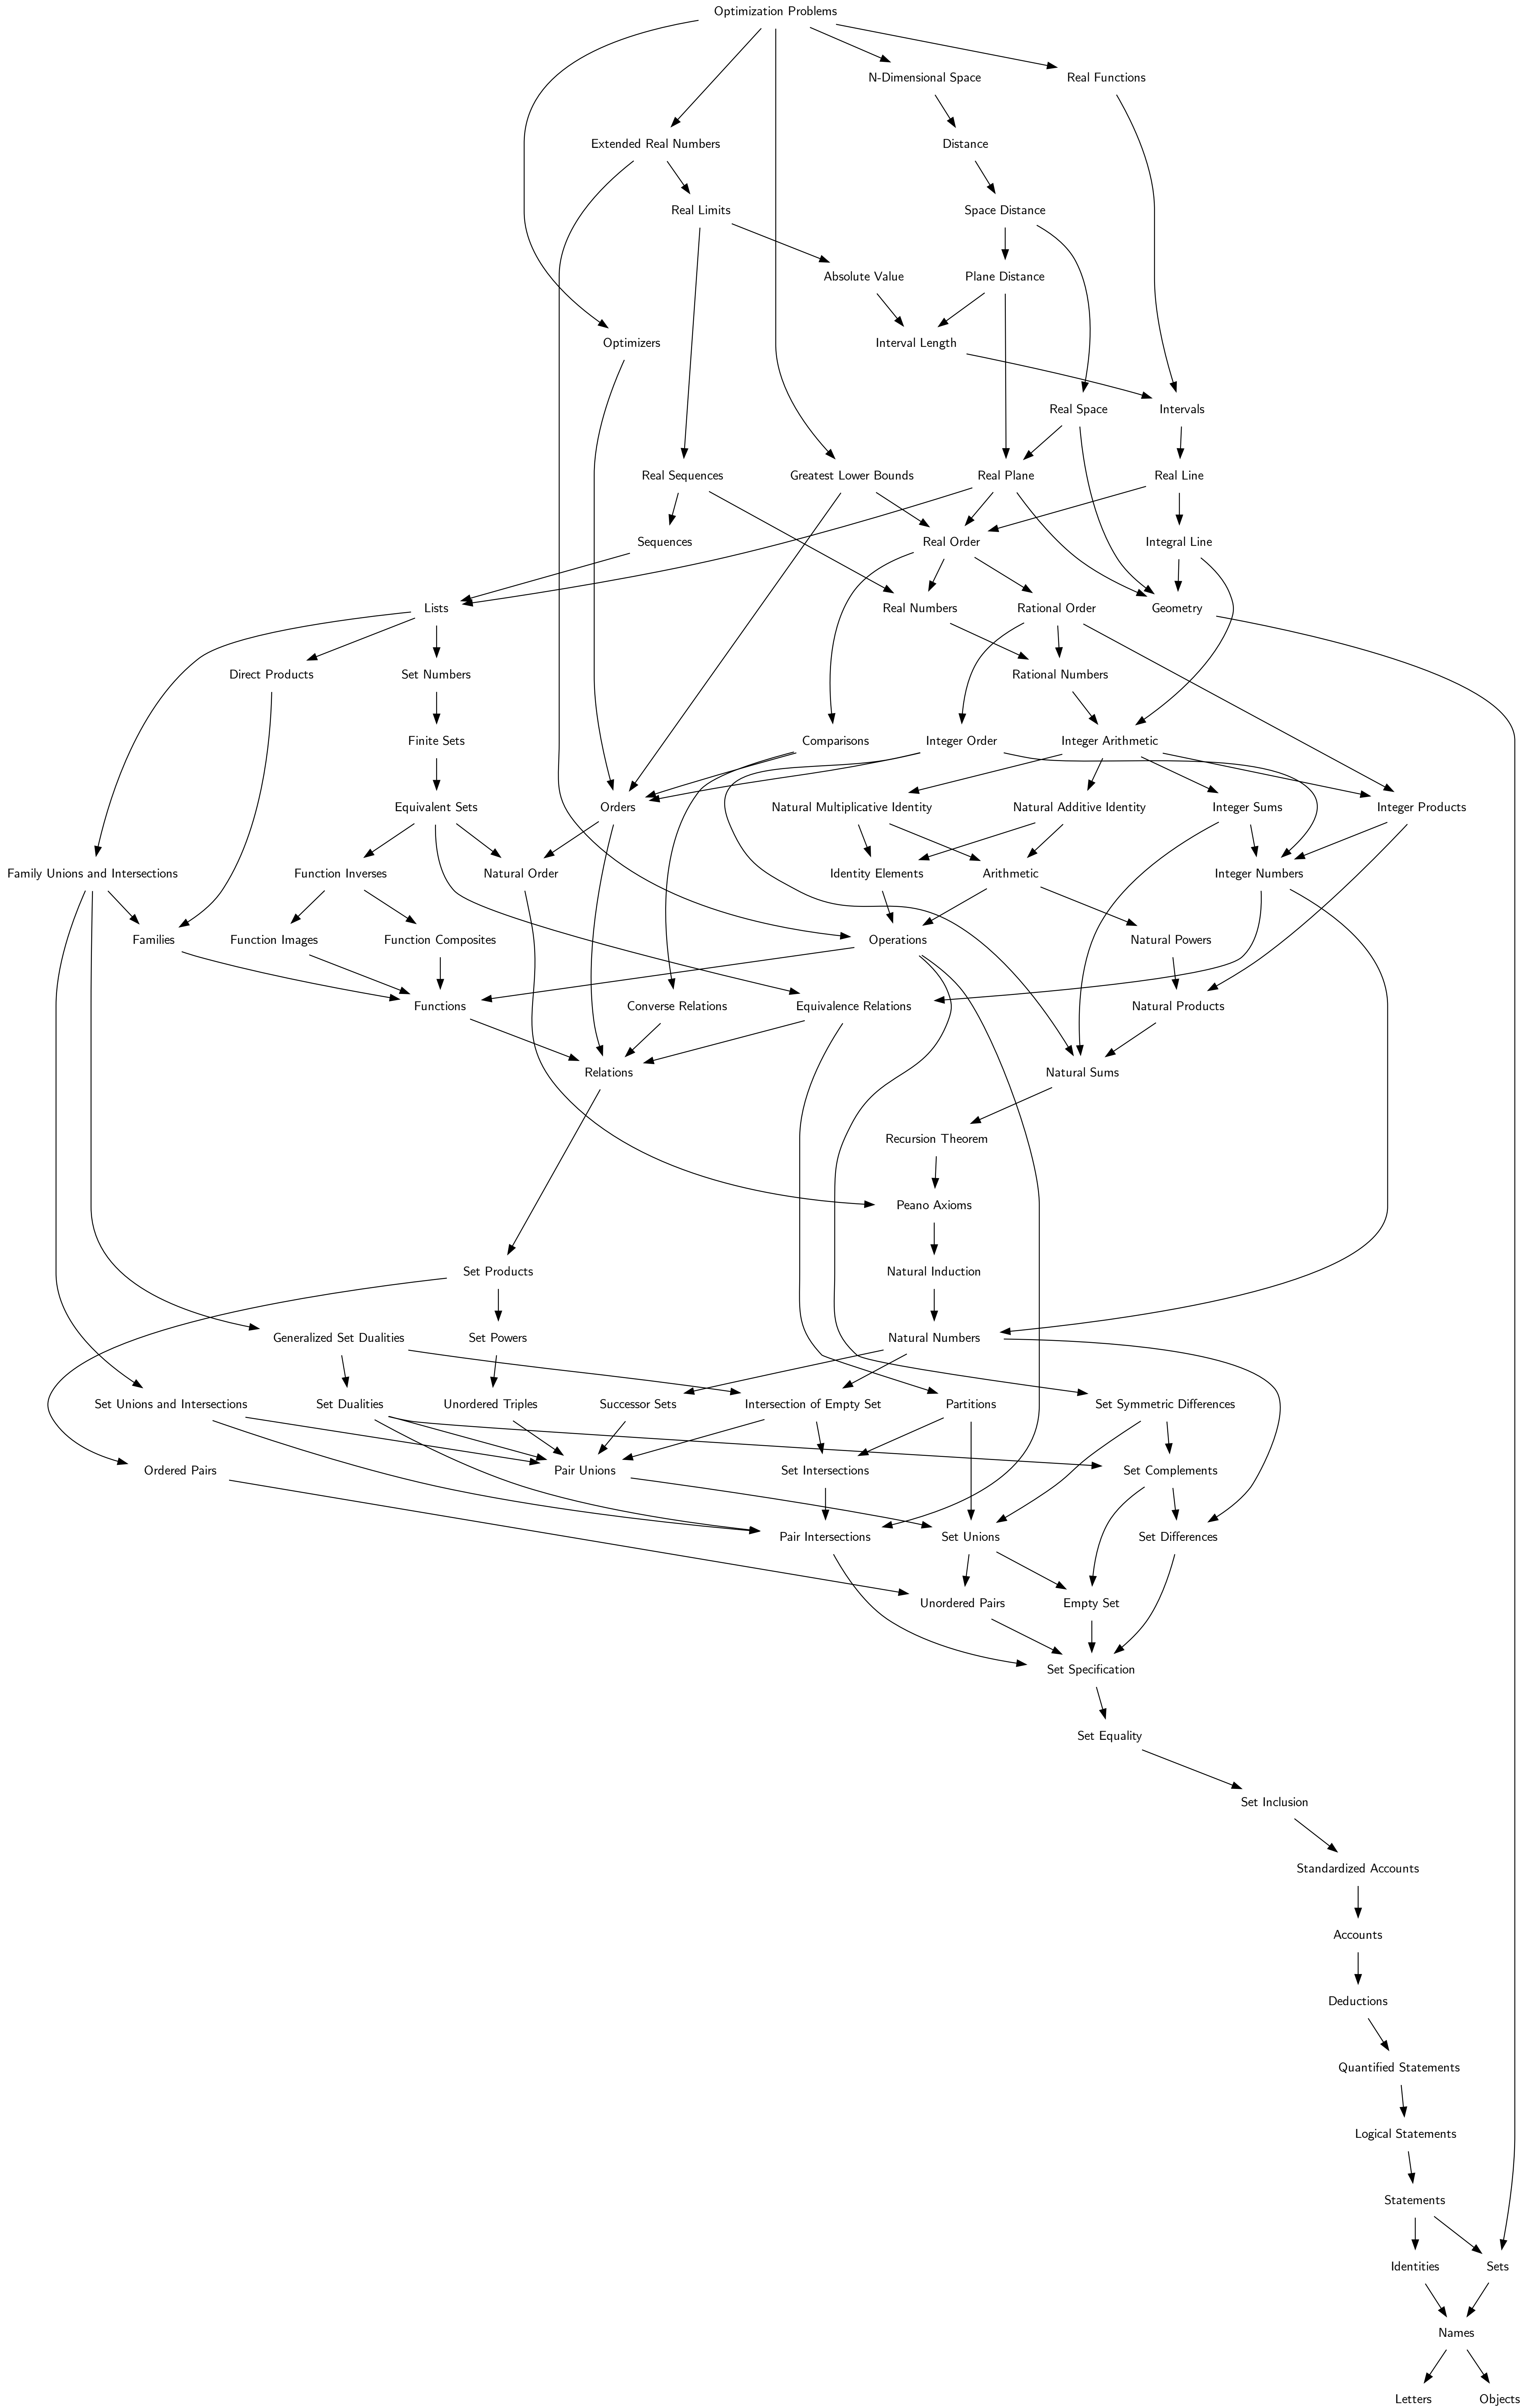 Optimization Problems
N-Dimensional Space
Real Functions
Extended Real Numbers
Distance
Real Limits
Space Distance
Absolute Value
Plane Distance
Optimizers
Interval Length
Real Space
Intervals
Real Sequences
Greatest Lower Bounds
Real Plane
Real Line
Sequences
Real Order
Integral Line
Lists
Real Numbers
Rational Order
Geometry
Direct Products
Set Numbers
Rational Numbers
Finite Sets
Comparisons
Integer Order
Integer Arithmetic
Equivalent Sets
Orders
Natural Multiplicative Identity
Natural Additive Identity
Integer Sums
Integer Products
Family Unions and Intersections
Function Inverses
Natural Order
Identity Elements
Arithmetic
Integer Numbers
Families
Function Images
Function Composites
Operations
Natural Powers
Functions
Converse Relations
Equivalence Relations
Natural Products
Relations
Natural Sums
Recursion Theorem
Peano Axioms
Set Products
Natural Induction
Generalized Set Dualities
Set Powers
Natural Numbers
Set Unions and Intersections
Set Dualities
Unordered Triples
Successor Sets
Intersection of Empty Set
Partitions
Set Symmetric Differences
Ordered Pairs
Pair Unions
Set Intersections
Set Complements
Pair Intersections
Set Unions
Set Differences
Unordered Pairs
Empty Set
Set Specification
Set Equality
Set Inclusion
Standardized Accounts
Accounts
Deductions
Quantified Statements
Logical Statements
Statements
Identities
Sets
Names
Letters
Objects